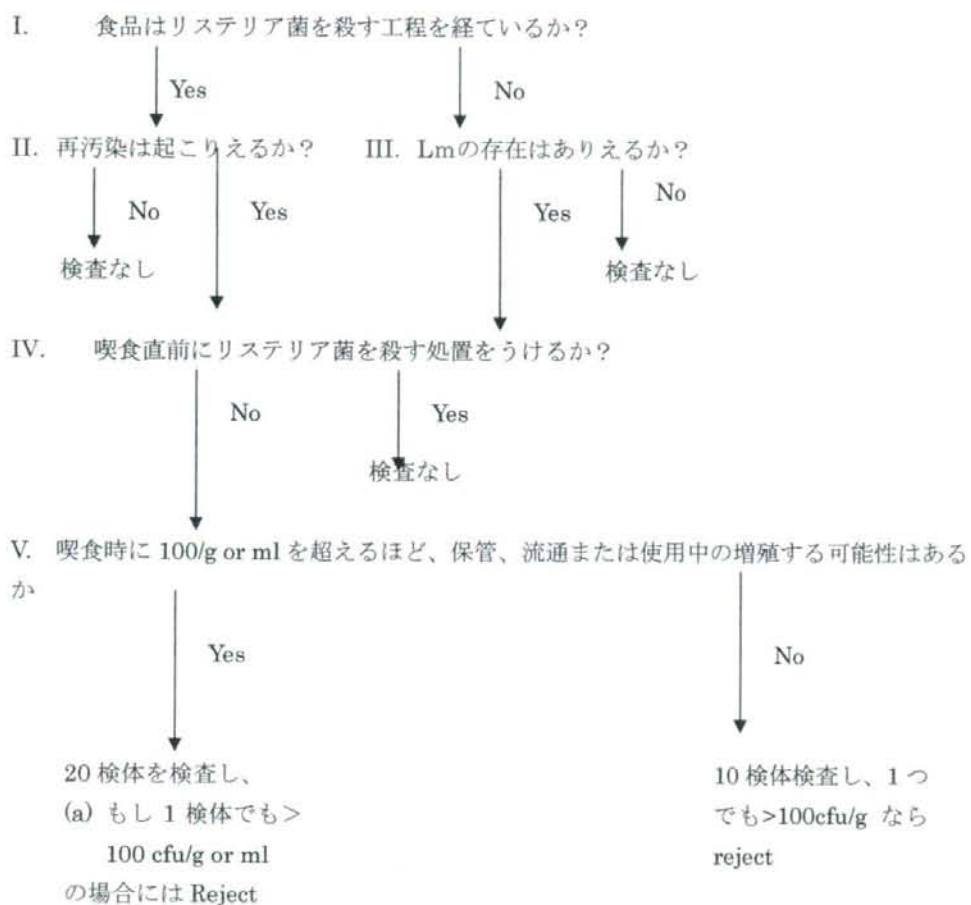 I. 食品はリステリア菌を殺す工程を経ているか？
Yes
No
II. 再汚染は起こりえるか？ III. Lmの存在はありえるか？
No
Yes
Yes
No
検査なし
検査なし
IV. 喫食直前にリステリア菌を殺す処置をうけるか？
No
Yes
検査なし
V. 喫食時に 100/g or ml を超えるほど、保管、流通または使用中の増殖する可能性はある
か
Yes
No
20 検体を検査し、
(a) もし 1 検体でも＞
100 cfu/g or ml
の場合には Reject
10 検体検査し、1 つ
でも>100cfu/g なら
reject